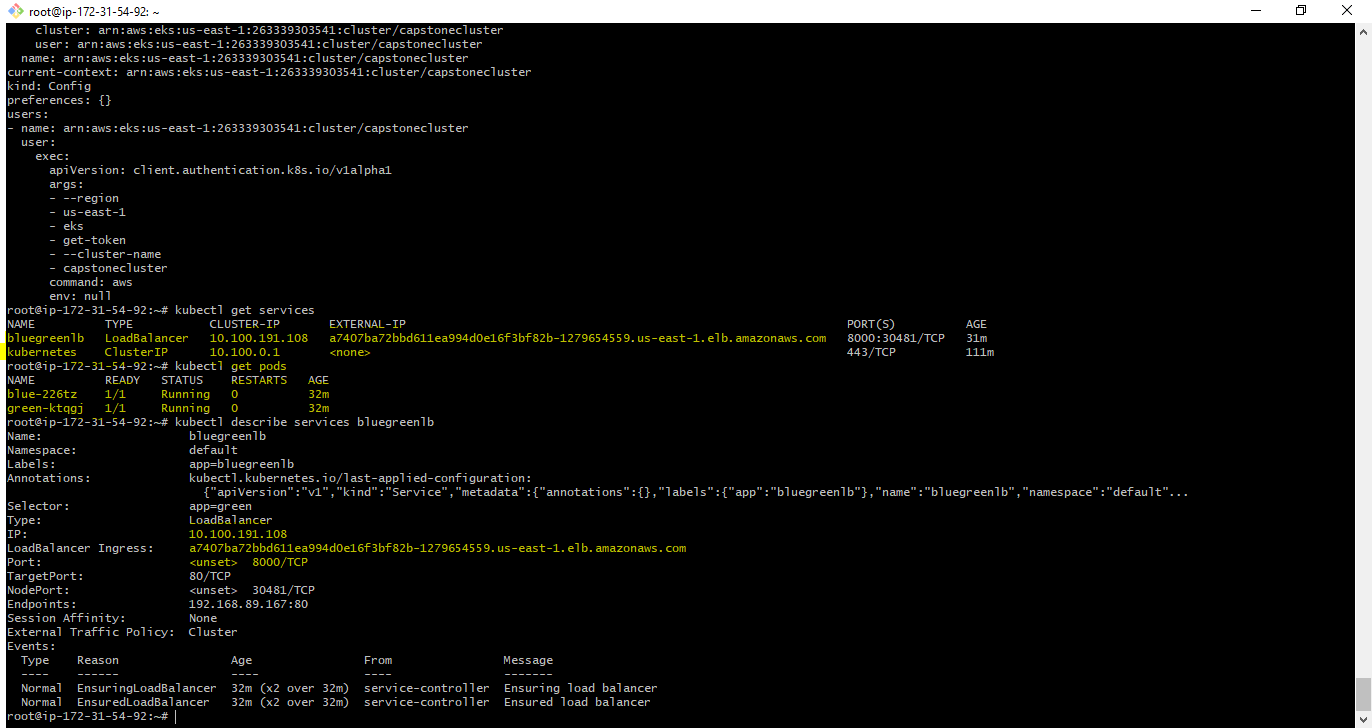 root@ip-172-31-54-92: ~
    cluster: arn:aws:eks:us-east-1:263339303541:cluster/capstonecluster
    user: arn:aws:eks:us-east-1:263339303541:cluster/capstonecluster
  name: arn:aws:eks:us-east-1:263339303541:cluster/capstonecluster
current-context: arn:aws:eks:us-east-1:263339303541:cluster/capstonecluster
kind: Config
preferences: {}
users:
- name: arn:aws:eks:us-east-1:263339303541:cluster/capstonecluster
  user:
    exec:
      apiVersion: client.authentication.k8s.io/v1alpha1
      args:
      - --region
      - us-east-1
      - eks
      - get-token
      - --cluster-name
      - capstonecluster
      command: aws
      env: null
root@ip-172-31-54-92:~# kubectl get services
NAME          TYPE           CLUSTER-IP       EXTERNAL-IP                                                               PORT(S)          AGE
bluegreenlb   LoadBalancer   10.100.191.108   a7407ba72bbd611ea994d0e16f3bf82b-1279654559.us-east-1.elb.amazonaws.com   8000:30481/TCP   31m
kubernetes    ClusterIP      10.100.0.1       <none>                                                                    443/TCP          111m
root@ip-172-31-54-92:~# kubectl get pods
NAME          READY   STATUS    RESTARTS   AGE
blue-226tz    1/1     Running   0          32m
green-ktqgj   1/1     Running   0          32m
root@ip-172-31-54-92:~# kubectl describe services bluegreenlb
Name:                     bluegreenlb
Namespace:                default
Labels:                   app=bluegreenlb
Annotations:              kubectl.kubernetes.io/last-applied-configuration:
                            {"apiVersion":"v1","kind":"Service","metadata":{"annotations":{},"labels":{"app":"bluegreenlb"},"name":"bluegreenlb","namespace":"default"...
Selector:                 app=green
Type:                     LoadBalancer
IP:                       10.100.191.108
LoadBalancer Ingress:     a7407ba72bbd611ea994d0e16f3bf82b-1279654559.us-east-1.elb.amazonaws.com
Port:                     <unset>  8000/TCP
TargetPort:               80/TCP
NodePort:                 <unset>  30481/TCP
Endpoints:                192.168.89.167:80
Session Affinity:         None
External Traffic Policy:  Cluster
Events:
  Type    Reason                Age                From                Message
  ----    ------                ----               ----                -------
  Normal  EnsuringLoadBalancer  32m (x2 over 32m)  service-controller  Ensuring load balancer
  Normal  EnsuredLoadBalancer   32m (x2 over 32m)  service-controller  Ensured load balancer
root@ip-172-31-54-92:~#